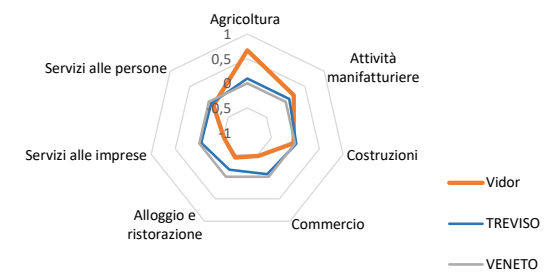 Agricoltura
1
0,5
0
-0,5
-1
Attività
manifatturiere
Costruzioni
Commercio
Alloggio e
ristorazione
Servizi alle imprese
Servizi alle persone
Vidor
TREVISO
VENETO